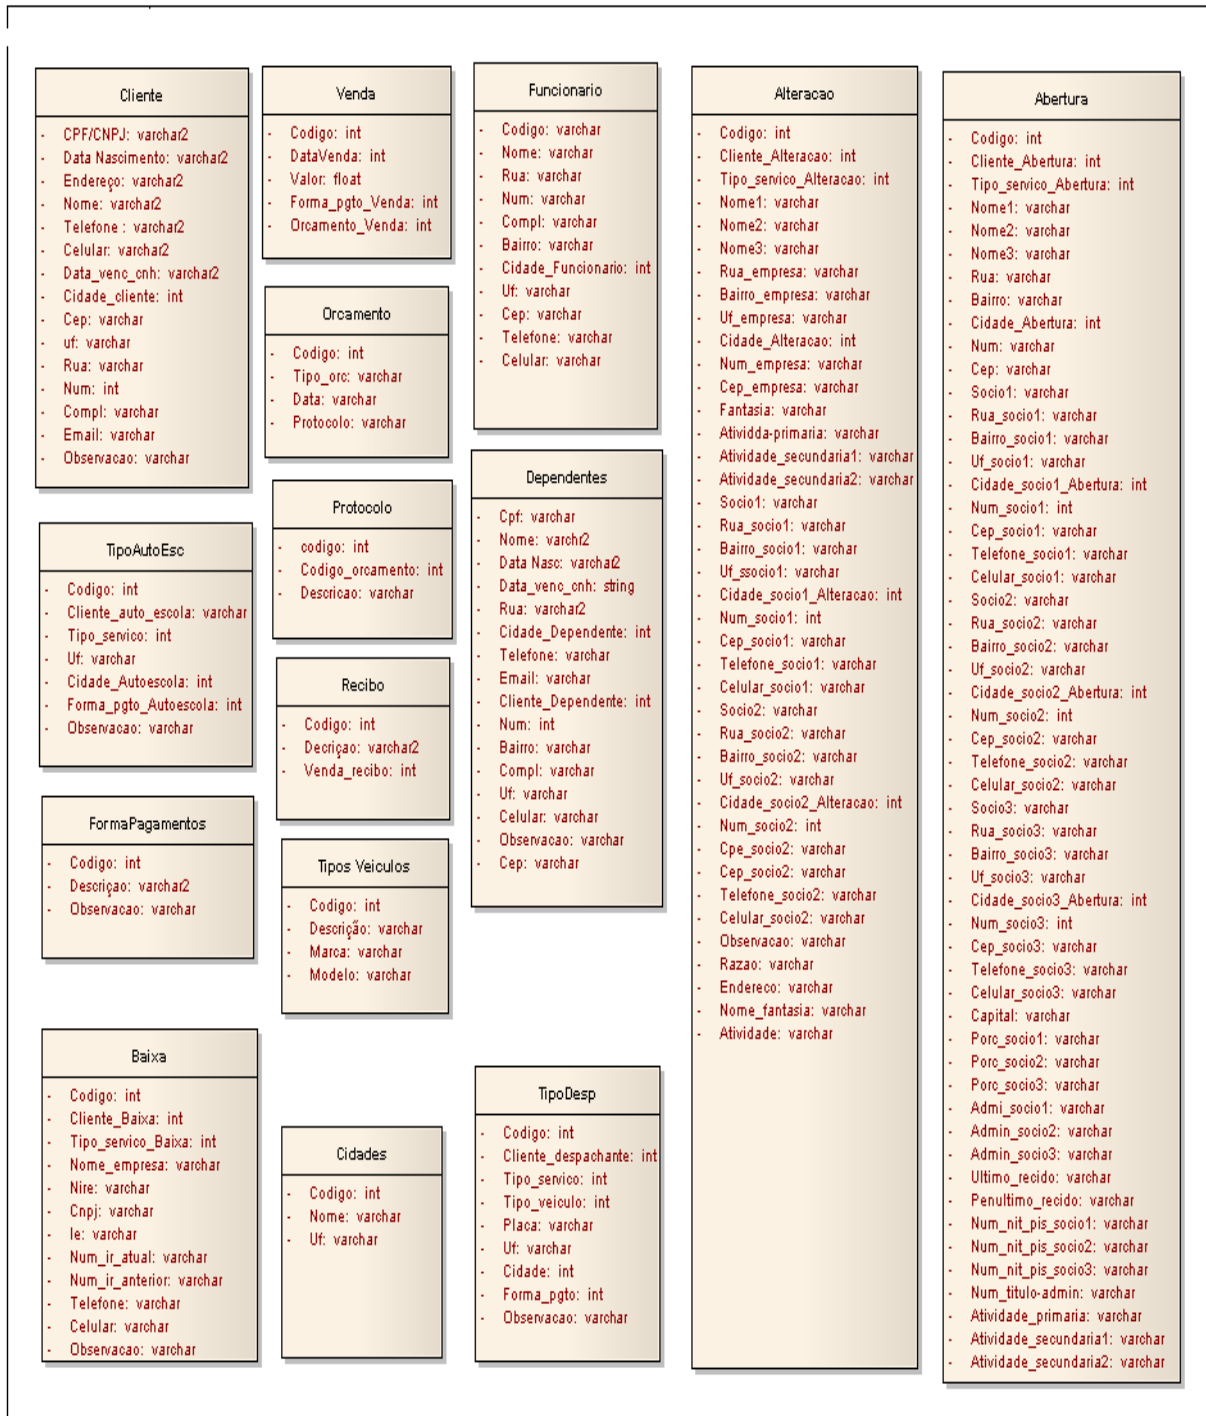 Cliente
- CPF/CNPJ: varchar2
- Data Nascimento: varchar2
- Endereço: varchar2
- Nome: varchar2
- Telefone : varchar2
- Celular: varchar2
- Data_venc_cnh: varchar2
- Cidade_cliente: int
- Cep: varchar
- uf: varchar
- Rua: varchar
- Num: int
- Compl: varchar
- Email: varchar
- Observacao: varchar
TipoAutoEsc
- Codigo: int
- Cliente_auto_escola: varchar
- Tipo_servico: int
- Uf: varchar
- Cidade_Autoescola: int
- Forma_pgto_Autoescola: int
- Observacao: varchar
FormaPagamentos
- Codigo: int
- Descriçao: varchar2
- Observacao: varchar
Baixa
- Codigo: int
- Cliente_Baixa: int
- Tipo_servico_Baixa: int
- Nome_empresa: varchar
- Nire: varchar
- Cnpj: varchar
- Ie: varchar
- Num_ir_atual: varchar
- Num_ir_anterior: varchar
- Telefone: varchar
- Celular: varchar
- Observacao: varchar
Venda
- Codigo: int
- DataVenda: int
- Valor: float
- Forma_pgto_Venda: int
- Orcamento_Venda: int
Orcamento
- Codigo: int
- Tipo_orc: varchar
- Data: varchar
- Protocolo: varchar
Protocolo
- codigo: int
- Codigo_orcamento: int
- Descricao: varchar
Recibo
- Codigo: int
- Decriçao: varchar2
- Venda_recibo: int
Tipos Veiculos
- Codigo: int
- Descrição: varchar
- Marca: varchar
- Modelo: varchar
Cidades
- Codigo: int
- Nome: varchar
- Uf: varchar
Funcionario
- Codigo: varchar
- Nome: varchar
- Rua: varchar
- Num: varchar
- Compl: varchar
- Bairro: varchar
- Cidade_Funcionario: int
- Uf: varchar
- Cep: varchar
- Telefone: varchar
- Celular: varchar
Dependentes
- Cpf: varchar
- Nome: varchr2
- Data Nasc: varchar2
- Data_venc_cnh: string
- Rua: varchar2
- Cidade_Dependente: int
- Telefone: varchar
- Email: varchar
- Cliente_Dependente: int
- Num: int
- Bairro: varchar
- Compl: varchar
- Uf: varchar
- Celular: varchar
- Observacao: varchar
- Cep: varchar
TipoDesp
- Codigo: int
- Cliente_despachante: int
- Tipo_servico: int
- Tipo_veiculo: int
- Placa: varchar
- Uf: varchar
- Cidade: int
- Forma_pgto: int
- Observacao: varchar
Alteracao
- Codigo: int
- Cliente_Alteracao: int
- Tipo_servico_Alteracao: int
- Nome1: varchar
- Nome2: varchar
- Nome3: varchar
- Rua_empresa: varchar
- Bairro_empresa: varchar
- Uf_empresa: varchar
- Cidade_Alteracao: int
- Num_empresa: varchar
- Cep_empresa: varchar
- Fantasia: varchar
- Atividda-primaria: varchar
- Atividade_secundaria1: varchar
- Atividade_secundaria2: varchar
- Socio1: varchar
- Rua_socio1: varchar
- Bairro_socio1: varchar
- Uf_ssocio1: varchar
- Cidade_socio1_Alteracao: int
- Num_socio1: int
- Cep_socio1: varchar
- Telefone_socio1: varchar
- Celular_socio1: varchar
- Socio2: varchar
- Rua_socio2: varchar
- Bairro_socio2: varchar
- Uf_socio2: varchar
- Cidade_socio2_Alteracao: int
- Num_socio2: int
- Cpe_socio2: varchar
- Cep_socio2: varchar
- Telefone_socio2: varchar
- Celular_socio2: varchar
- Observacao: varchar
- Razao: varchar
- Endereco: varchar
- Nome_fantasia: varchar
- Atividade: varchar
Abertura
- Codigo: int
- Cliente_Abertura: int
- Tipo_servico_Abertura: int
- Nome1: varchar
- Nome2: varchar
- Nome3: varchar
- Rua: varchar
- Bairro: varchar
- Cidade_Abertura: int
- Num: varchar
- Cep: varchar
- Socio1: varchar
- Rua_socio1: varchar
- Bairro_socio1: varchar
- Uf_socio1: varchar
- Cidade_socio1_Abertura: int
- Num_socio1: int
- Cep_socio1: varchar
- Telefone_socio1: varchar
- Celular_socio1: varchar
- Socio2: varchar
- Rua_socio2: varchar
- Bairro_socio2: varchar
- Uf_socio2: varchar
- Cidade_socio2_Abertura: int
- Num_socio2: int
- Cep_socio2: varchar
- Telefone_socio2: varchar
- Celular_socio2: varchar
- Socio3: varchar
- Rua_socio3: varchar
- Bairro_socio3: varchar
- Uf_socio3: varchar
- Cidade_socio3_Abertura: int
- Num_socio3: int
- Cep_socio3: varchar
- Telefone_socio3: varchar
- Celular_socio3: varchar
- Capital: varchar
- Porc_socio1: varchar
- Porc_socio2: varchar
- Porc_socio3: varchar
- Admi_socio1: varchar
- Admin_socio2: varchar
- Admin_socio3: varchar
- Ultimo_recido: varchar
- Penultimo_recido: varchar
- Num_nit_pis_socio1: varchar
- Num_nit_pis_socio2: varchar
- Num_nit_pis_socio3: varchar
- Num_titulo-admin: varchar
- Atividade_primaria: varchar
- Atividade_secundaria1: varchar
- Atividade_secundaria2: varchar